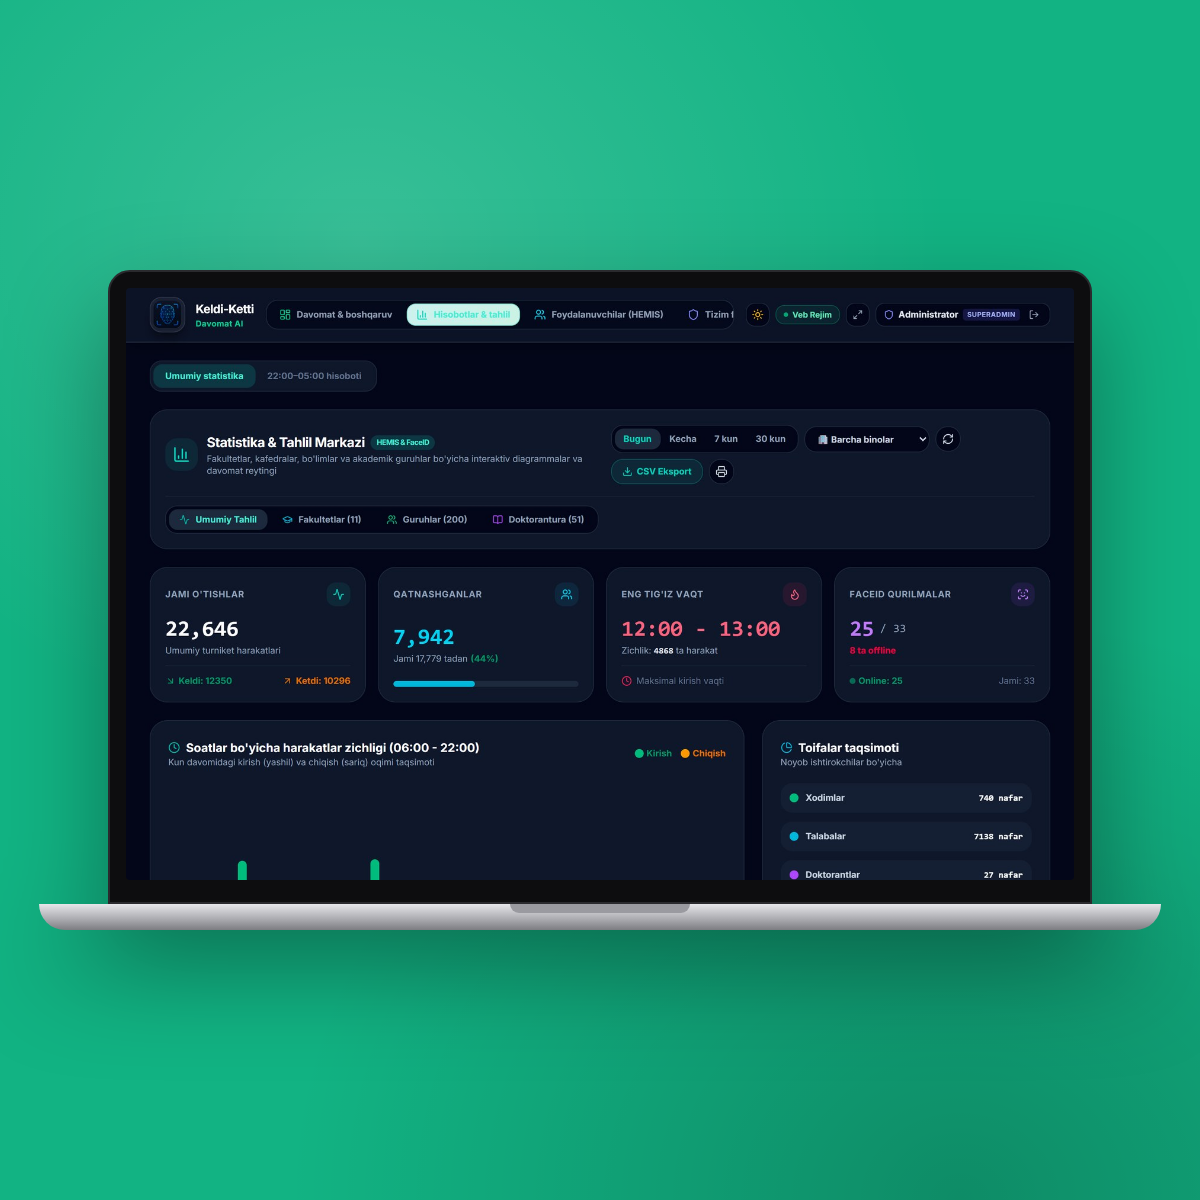 Keldi-Ketti
Davomat AI
Davomat & boshqaruv
Hisobotlar & tahlil
Foydalanuvchilar (HEMIS)
Tizim
Veb Rejim
Administrator SUPERADMIN
Umumiy statistika
22:00–05:00 hisoboti
Statistika & Tahlil Markazi HEMIS & FaceID
Fakultetlar, kafedralar, bo'limlar va akademik guruhlar bo'yicha interaktiv diagrammalar va
davomat reytingi
Bugun Kecha 7 kun 30 kun
Barcha binolar
CSV Eksport
Umumiy Tahlil
Fakultetlar (11)
Guruhlar (200)
Doktorantura (51)
JAMI O'TISHLAR
22,646
Umumiy turniket harakatlari
Keldi: 12350
Ketdi: 10296
QATNASHGANLAR
7,942
Jami 17,779 tadan (44%)
ENG TIG'IZ VAQT
12:00 - 13:00
Zichlik: 4868 ta harakat
Maksimal kirish vaqti
FACEID QURILMALAR
25 / 33
8 ta offline
Online: 25
Jami: 33
Soatlar bo'yicha harakatlar zichligi (06:00 - 22:00)
Kun davomidagi kirish (yashil) va chiqish (sariq) oqimi taqsimoti
Kirish
Chiqish
Toifalar taqsimoti
Noyob ishtirokchilar bo'yicha
Xodimlar 740 nafar
Talabalar 7138 nafar
Doktorantlar 27 nafar